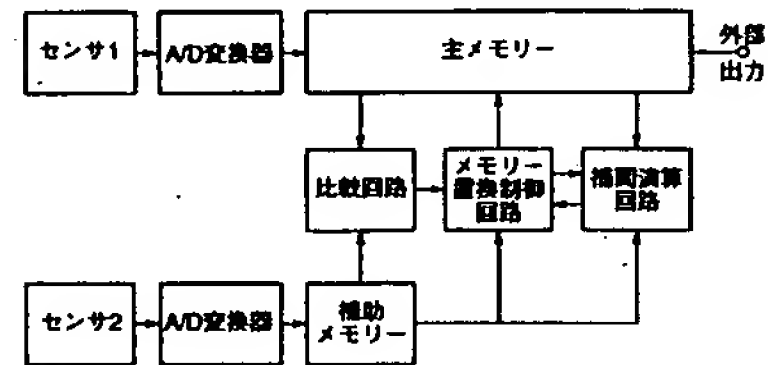 センサ1
A/D変換器
主メモリー
外部
出力
比較回路
メモリー
置換制御
回路
補間演算
回路
センサ2
A/D変換器
補助
メモリー